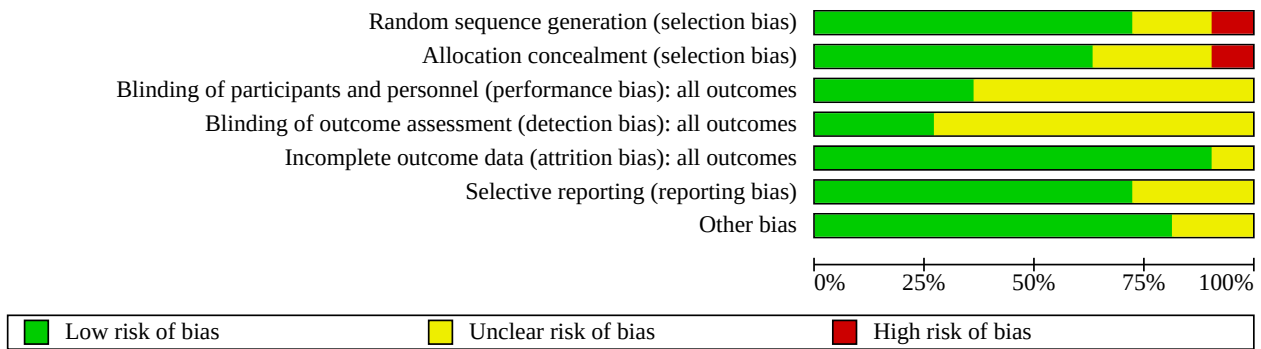 Random sequence generation (selection bias)
Allocation concealment (selection bias)
Blinding of participants and personnel (performance bias): all outcomes
Blinding of outcome assessment (detection bias): all outcomes
Incomplete outcome data (attrition bias): all outcomes
Selective reporting (reporting bias)
Other bias
0% 25% 50% 75% 100%
Low risk of bias Unclear risk of bias High risk of bias